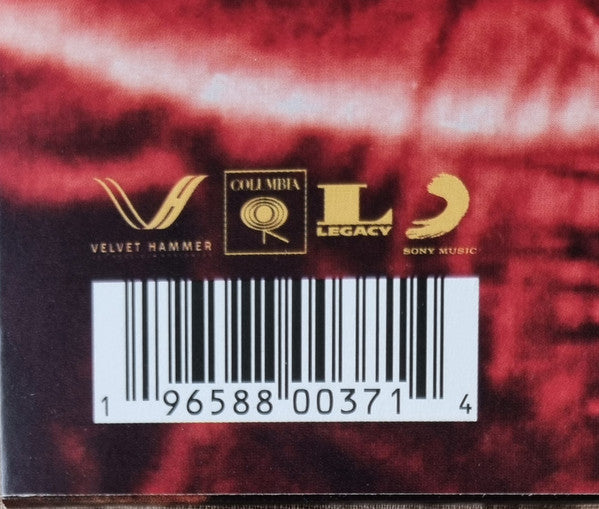 VELVET HAMMER
COLUMBIA
L
LEGACY
SONY MUSIC
1 96588 00371 4